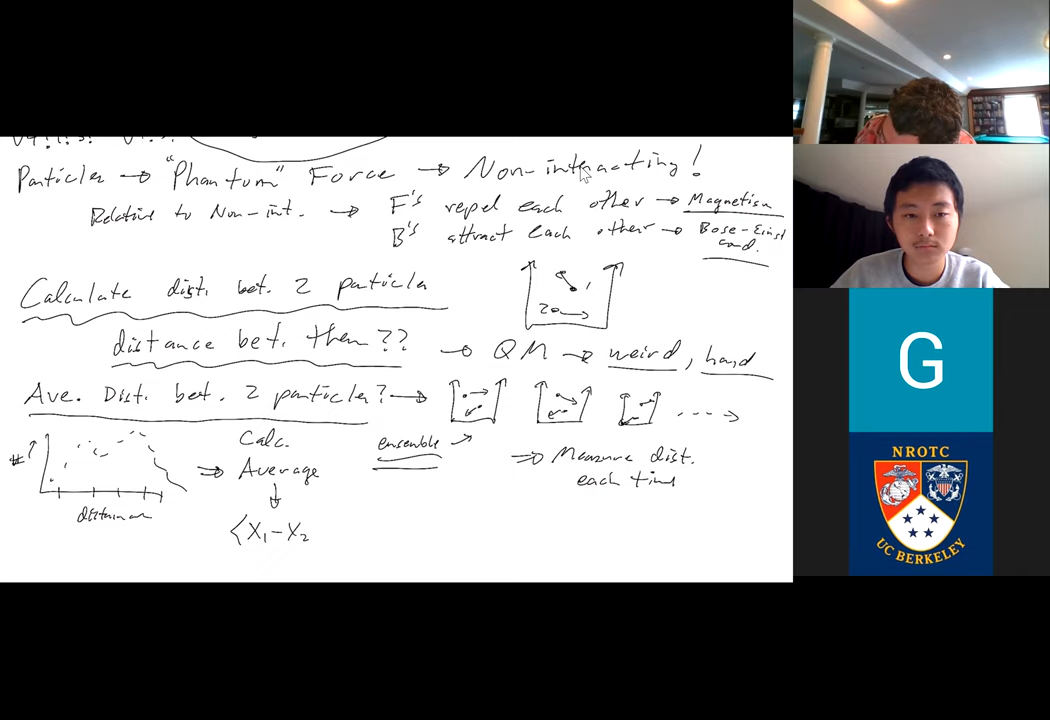 Particles → "Phantom" Force → Non-interacting!
Relative to Non-int. → F's repel each other → Magnetism
B's attract each other → Bose-Einst
cond.
Calculate dist. bet. 2 particles
distance bet. them??
→ QM → weird, hard
Ave. Dist. bet. 2 particles? →
# ↑
distance
Calc.
⇒ Average
<X1-X2
ensemble
⇒ Measure dist.
each time
G
NROTC
UC BERKELEY